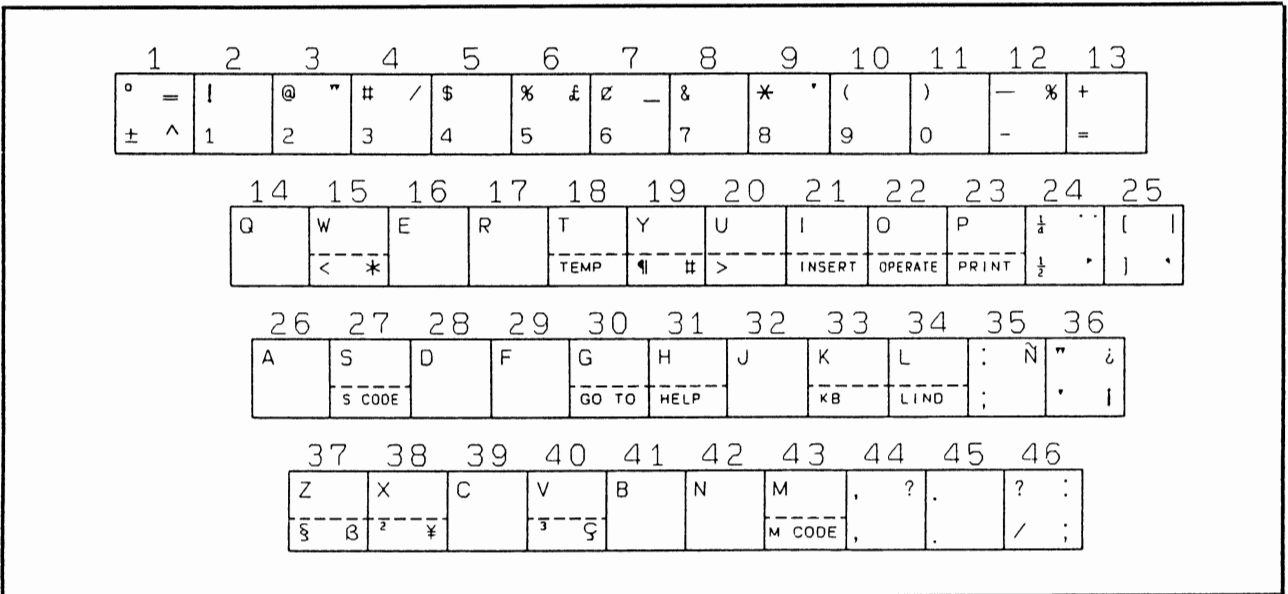 1 2 3 4 5 6 7 8 9 10 11 12 13
° = ! @ " # / $ % £ ¢ _ & * ' ( ) — % +
± ^ 1 2 3 4 5 6 7 8 9 0 - =
14 15 16 17 18 19 20 21 22 23 24 25
Q W E R T Y U I O P ¼ ¨ [ |
< * TEMP ¶ # > INSERT OPERATE PRINT ½ ] 
26 27 28 29 30 31 32 33 34 35 36
A S D F G H J K L : Ñ " ¿
S CODE GO TO HELP KB LIND ; ' ¡
37 38 39 40 41 42 43 44 45 46
Z X C V B N M , ? . ? :
§ ß ² ¥ ³ Ç M CODE , . / ;